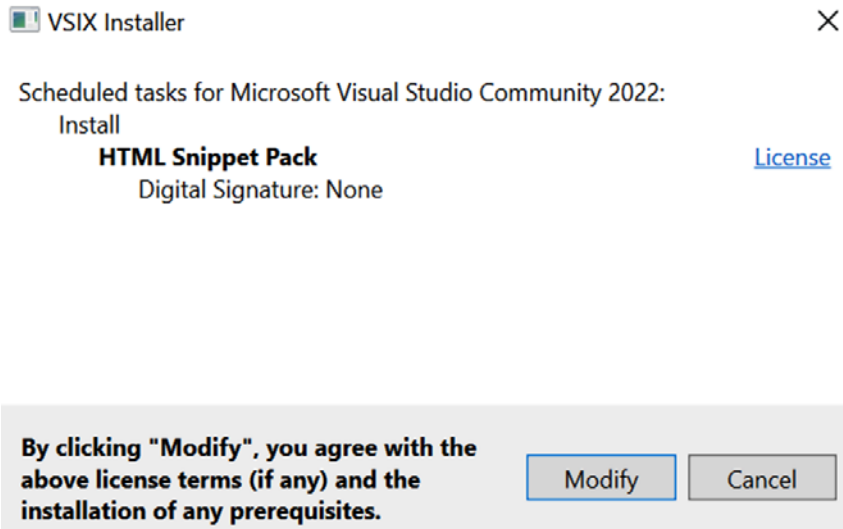 VSIX Installer
Scheduled tasks for Microsoft Visual Studio Community 2022:
Install
HTML Snippet Pack
License
Digital Signature: None
By clicking "Modify", you agree with the
above license terms (if any) and the
installation of any prerequisites.
Modify
Cancel